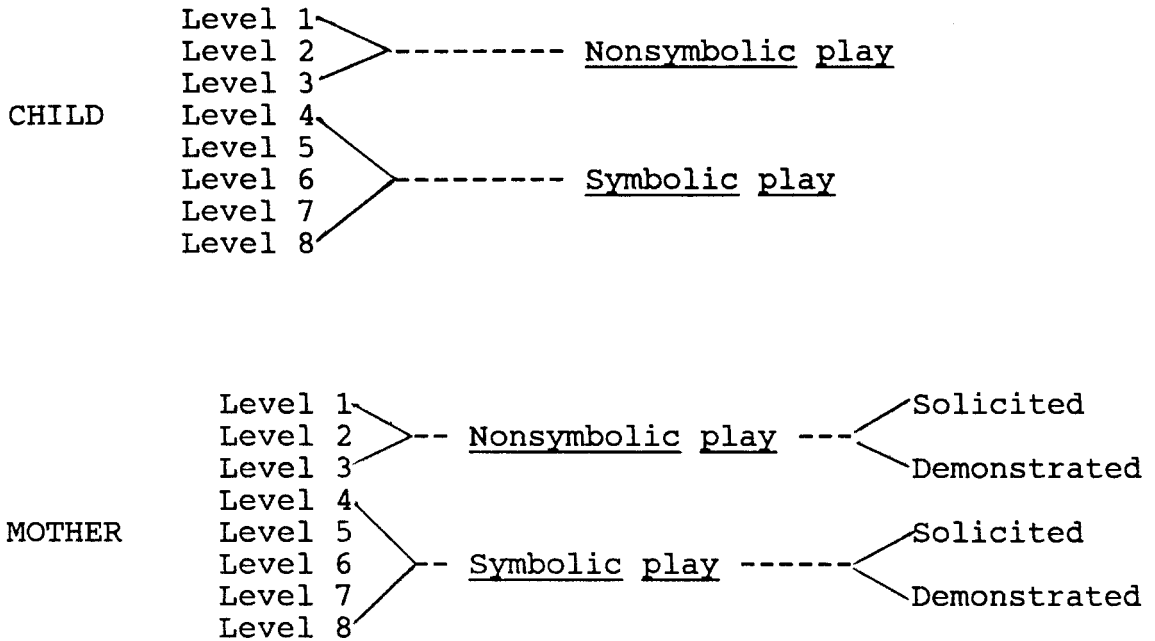 Level 1
Level 2 Nonsymbolic play
Level 3
CHILD Level 4
Level 5
Level 6 Symbolic play
Level 7
Level 8
Level 1 Solicited
Level 2 Nonsymbolic play
Level 3 Demonstrated
Level 4
MOTHER Level 5 Solicited
Level 6 Symbolic play
Level 7 Demonstrated
Level 8